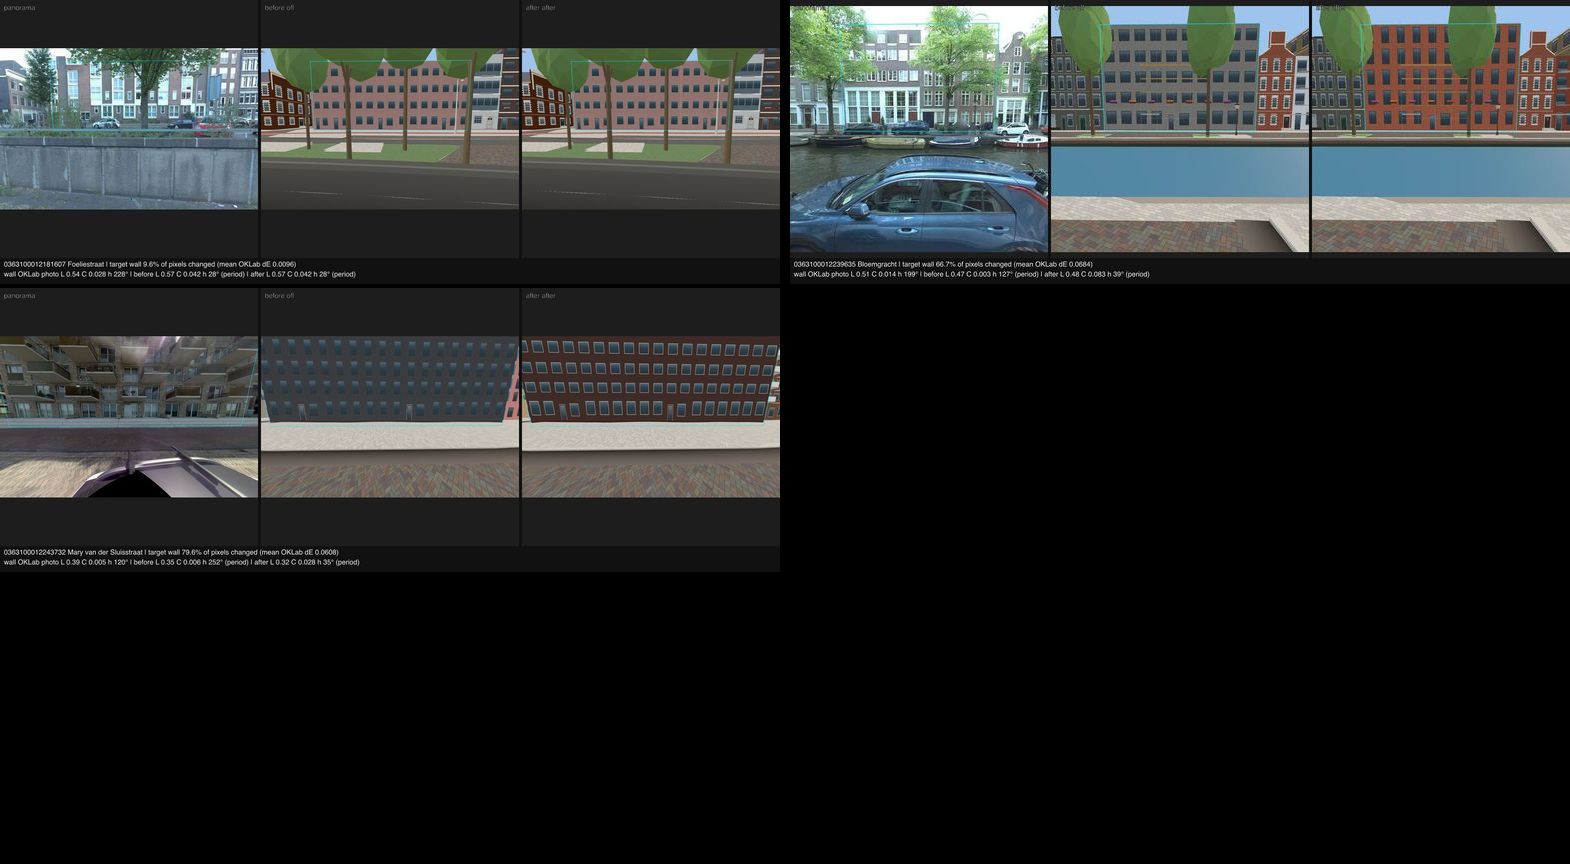 panorama
before ofl
after after
0363100012181607 Foeliestraat | target wall 9.6% of pixels changed (mean OKLab dE 0.0096)
wall OKLab photo L 0.54 C 0.028 h 228° | before L 0.57 C 0.042 h 28° (period) | after L 0.57 C 0.042 h 28° (period)
0363100012239635 Bloemgracht | target wall 66.7% of pixels changed (mean OKLab dE 0.0684)
wall OKLab photo L 0.51 C 0.014 h 199° | before L 0.47 C 0.003 h 127° (period) | after L 0.48 C 0.083 h 39° (period)
panorama
before ofl
after after
0363100012243732 Mary van der Sluisstraat | target wall 79.6% of pixels changed (mean OKLab dE 0.0608)
wall OKLab photo L 0.39 C 0.005 h 120° | before L 0.35 C 0.006 h 252° (period) | after L 0.32 C 0.028 h 35° (period)